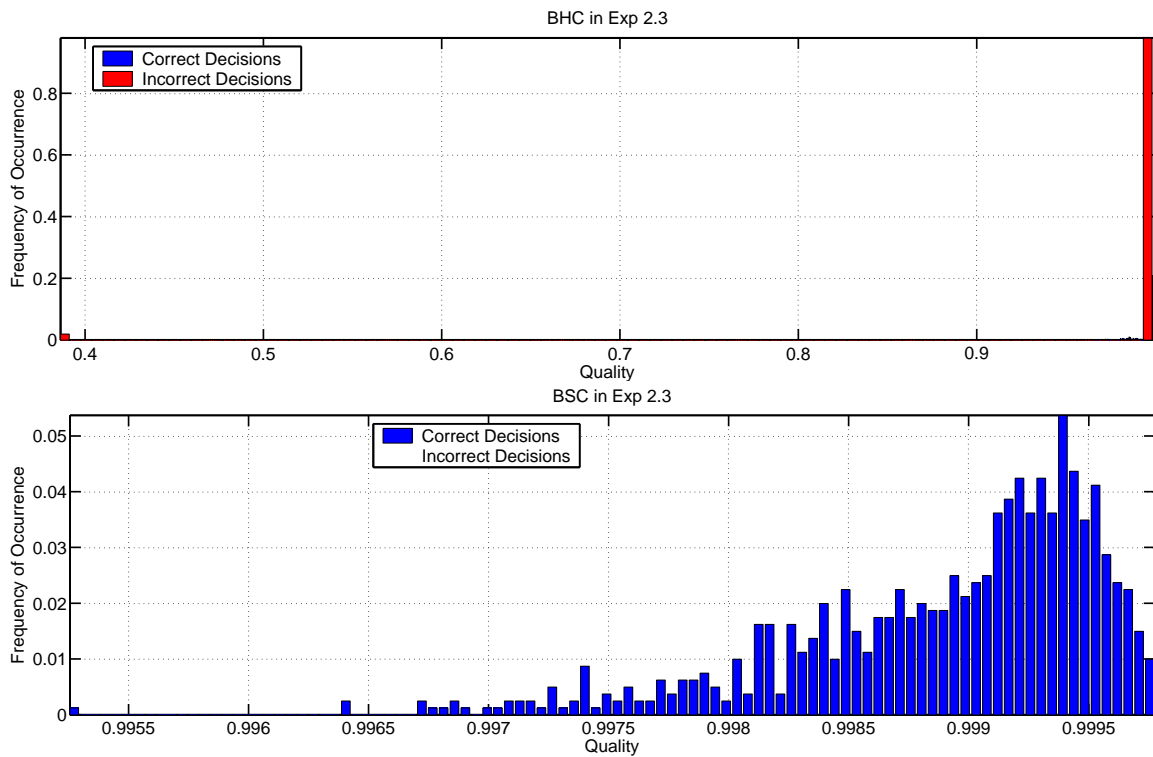 BHC in Exp 2.3
Correct Decisions
Incorrect Decisions
Frequency of Occurrence
0.8
0.6
0.4
0.2
0
0.4 0.5 0.6 0.7 0.8 0.9
Quality
BSC in Exp 2.3
Correct Decisions
Incorrect Decisions
Frequency of Occurrence
0.05
0.04
0.03
0.02
0.01
0
0.9955 0.996 0.9965 0.997 0.9975 0.998 0.9985 0.999 0.9995
Quality